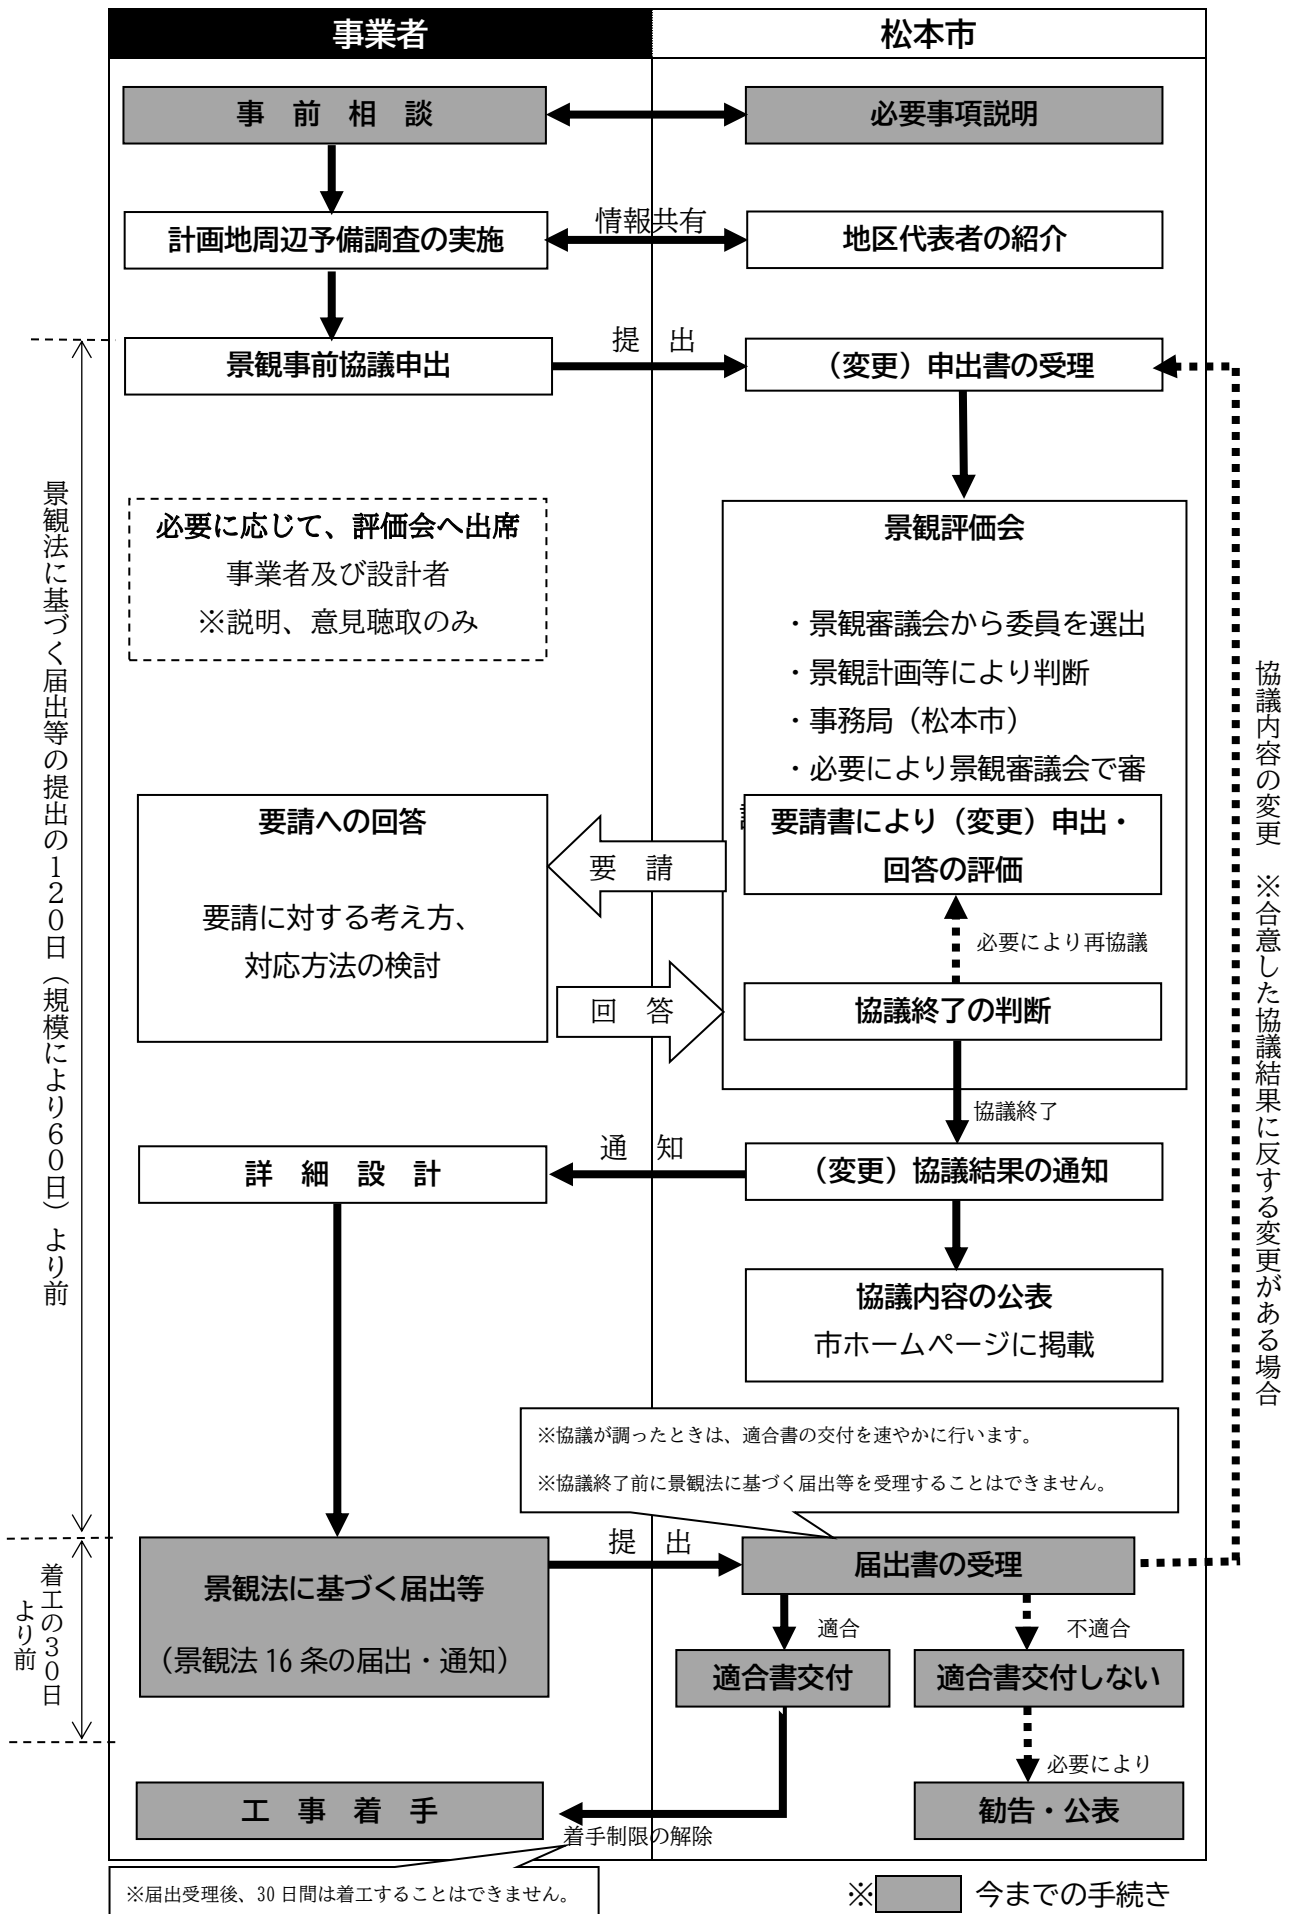 事業者
松本市
事　前　相　談
必要事項説明
計画地周辺予備調査の実施
情報共有
地区代表者の紹介
景観事前協議申出
提　出
（変更）申出書の受理
必要に応じて、評価会へ出席
事業者及び設計者
※説明、意見聴取のみ
景観評価会
・景観審議会から委員を選出
・景観計画等により判断
・事務局（松本市）
・必要により景観審議会で審
要請書により（変更）申出・
回答の評価
要請への回答
要請に対する考え方、
対応方法の検討
要　請
必要により再協議
回　答
協議終了の判断
協議終了
詳　細　設　計
通　知
（変更）協議結果の通知
協議内容の公表
市ホームページに掲載
※協議が調ったときは、適合書の交付を速やかに行います。
※協議終了前に景観法に基づく届出等を受理することはできません。
景観法に基づく届出等
（景観法 16 条の届出・通知）
提　出
届出書の受理
適合
不適合
適合書交付
適合書交付しない
必要により
工　事　着　手
着手制限の解除
勧告・公表
※届出受理後、30 日間は着工することはできません。
※
今までの手続き
景観法に基づく届出等の提出の１２０日（規模により６０日）より前
着工の３０日
より前
協議内容の変更　※合意した協議結果に反する変更がある場合